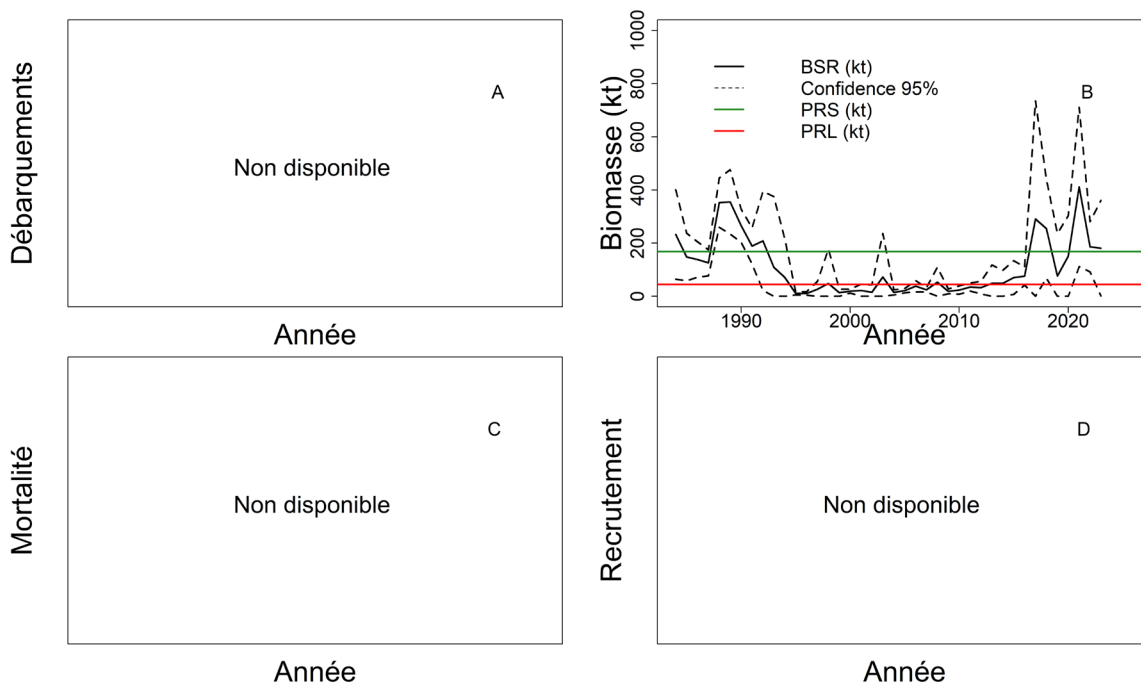 Débarquements
A
Non disponible
Année
Biomasse (kt)
1000
800
600
400
200
0
BSR (kt)
Confidence 95%
PRS (kt)
PRL (kt)
B
1990
2000
2010
2020
Année
Mortalité
C
Non disponible
Année
Recrutement
D
Non disponible
Année